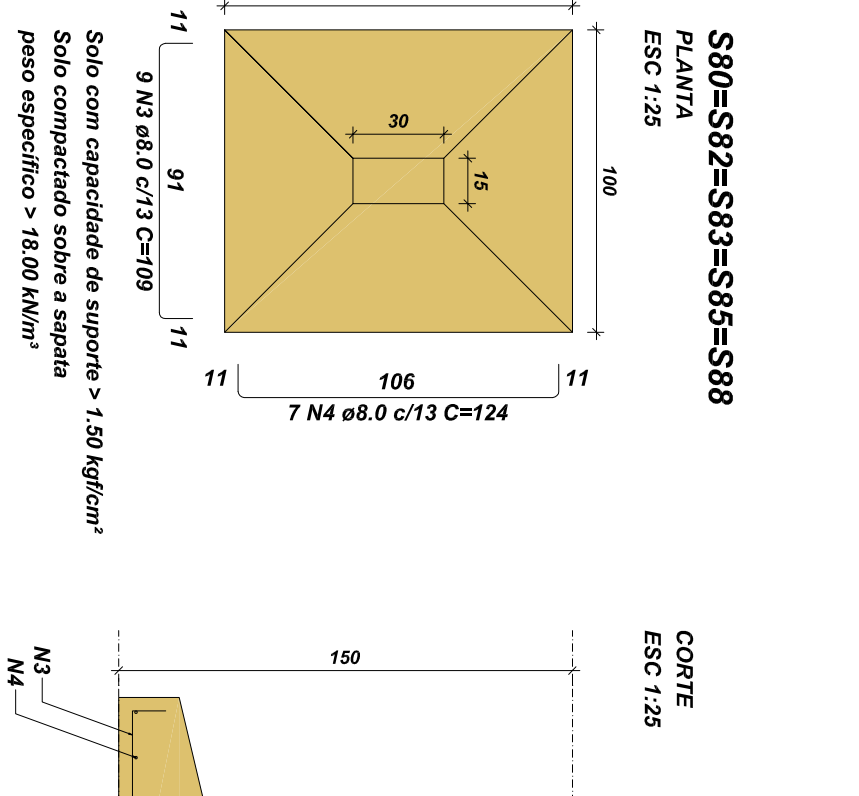 S80=S82=S83=S85=S88
PLANTA
ESC 1:25
100
30
15
11
91
11
9 N3 ø8.0 c/13 C=109
11
106
11
7 N4 ø8.0 c/13 C=124
Solo com capacidade de suporte > 1.50 kgf/cm²
Solo compactado sobre a sapata
peso específico > 18.00 kN/m³
CORTE
ESC 1:25
150
N3
N4